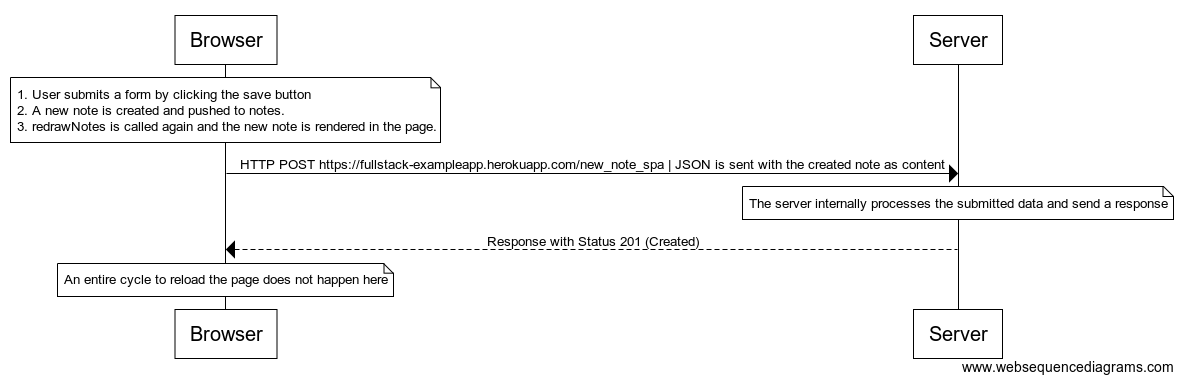 Browser
Server
1. User submits a form by clicking the save button
2. A new note is created and pushed to notes.
3. redrawNotes is called again and the new note is rendered in the page.
HTTP POST https://fullstack-exampleapp.herokuapp.com/new_note_spa | JSON is sent with the created note as content
The server internally processes the submitted data and send a response
Response with Status 201 (Created)
An entire cycle to reload the page does not happen here
Browser
Server
www.websequencediagrams.com